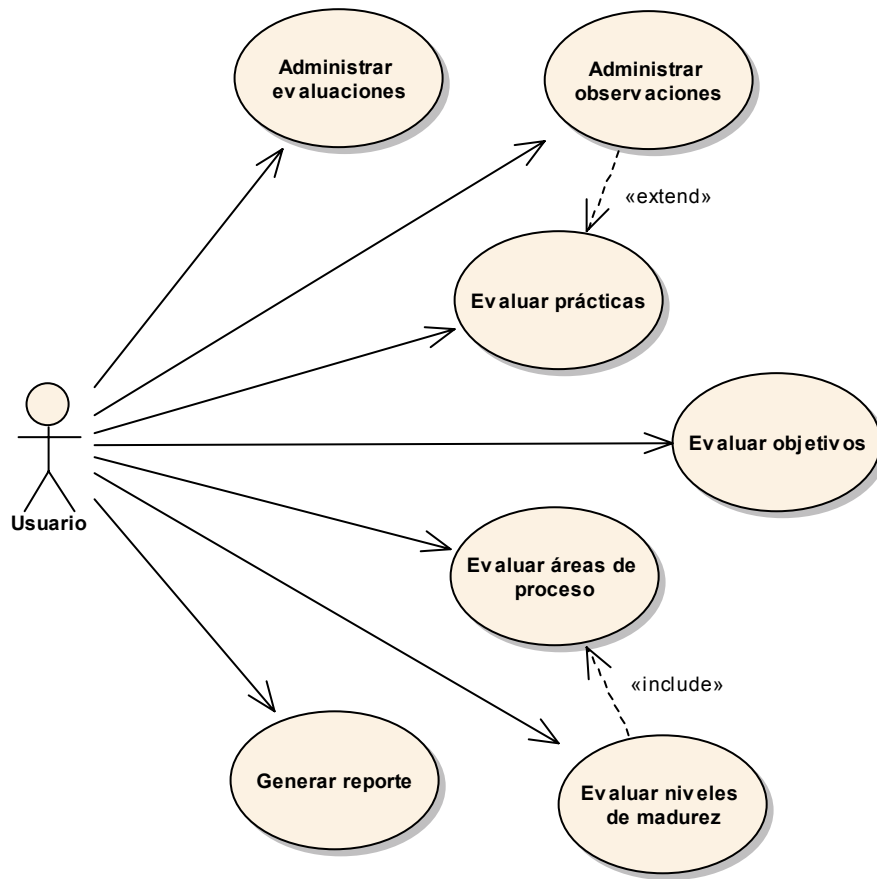 Administrar
evaluaciones
Administrar
observaciones
«extend»
Evaluar prácticas
Evaluar objetivos
Usuario
Evaluar áreas de
proceso
«include»
Generar reporte
Evaluar niveles
de madurez